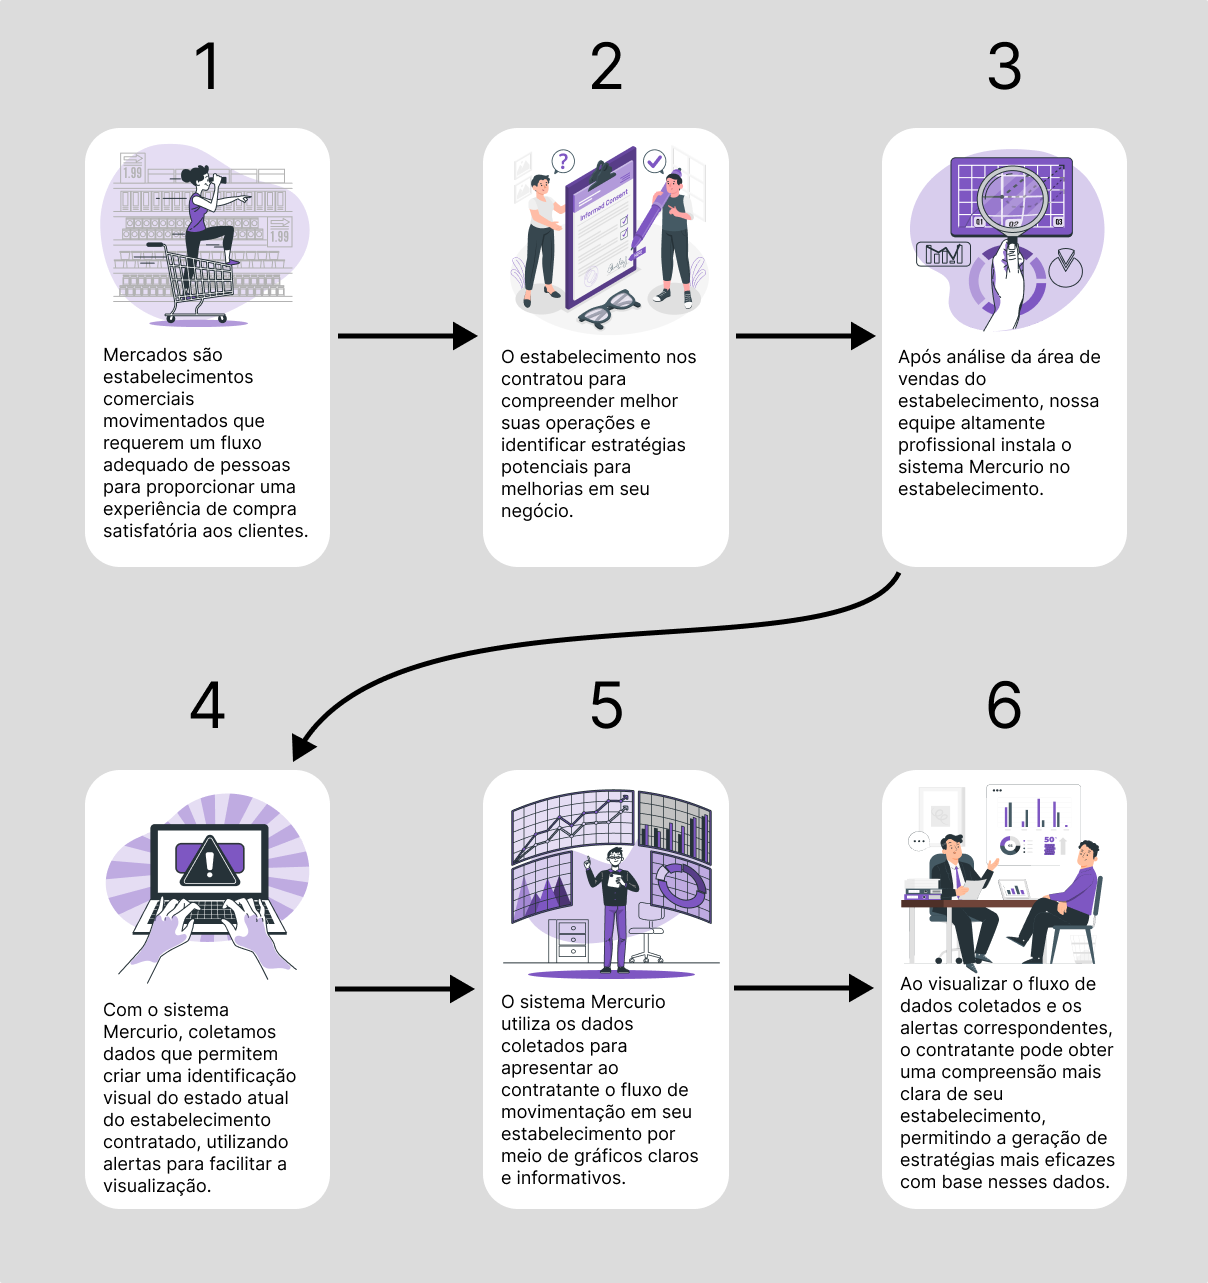 1
2
3
1.99
1.99
?
Informed Consent
01
02
03
Mercados são
estabelecimentos
comerciais
movimentados que
requerem um fluxo
adequado de pessoas
para proporcionar uma
experiência de compra
satisfatória aos clientes.
O estabelecimento nos
contratou para
compreender melhor
suas operações e
identificar estratégias
potenciais para
melhorias em seu
negócio.
Após análise da área de
vendas do
estabelecimento, nossa
equipe altamente
profissional instala o
sistema Mercurio no
estabelecimento.
4
5
6
!
50
Com o sistema
Mercurio, coletamos
dados que permitem
criar uma identificação
visual do estado atual
do estabelecimento
contratado, utilizando
alertas para facilitar a
visualização.
O sistema Mercurio
utiliza os dados
coletados para
apresentar ao
contratante o fluxo de
movimentação em seu
estabelecimento por
meio de gráficos claros
e informativos.
Ao visualizar o fluxo de
dados coletados e os
alertas correspondentes,
o contratante pode obter
uma compreensão mais
clara de seu
estabelecimento,
permitindo a geração de
estratégias mais eficazes
com base nesses dados.